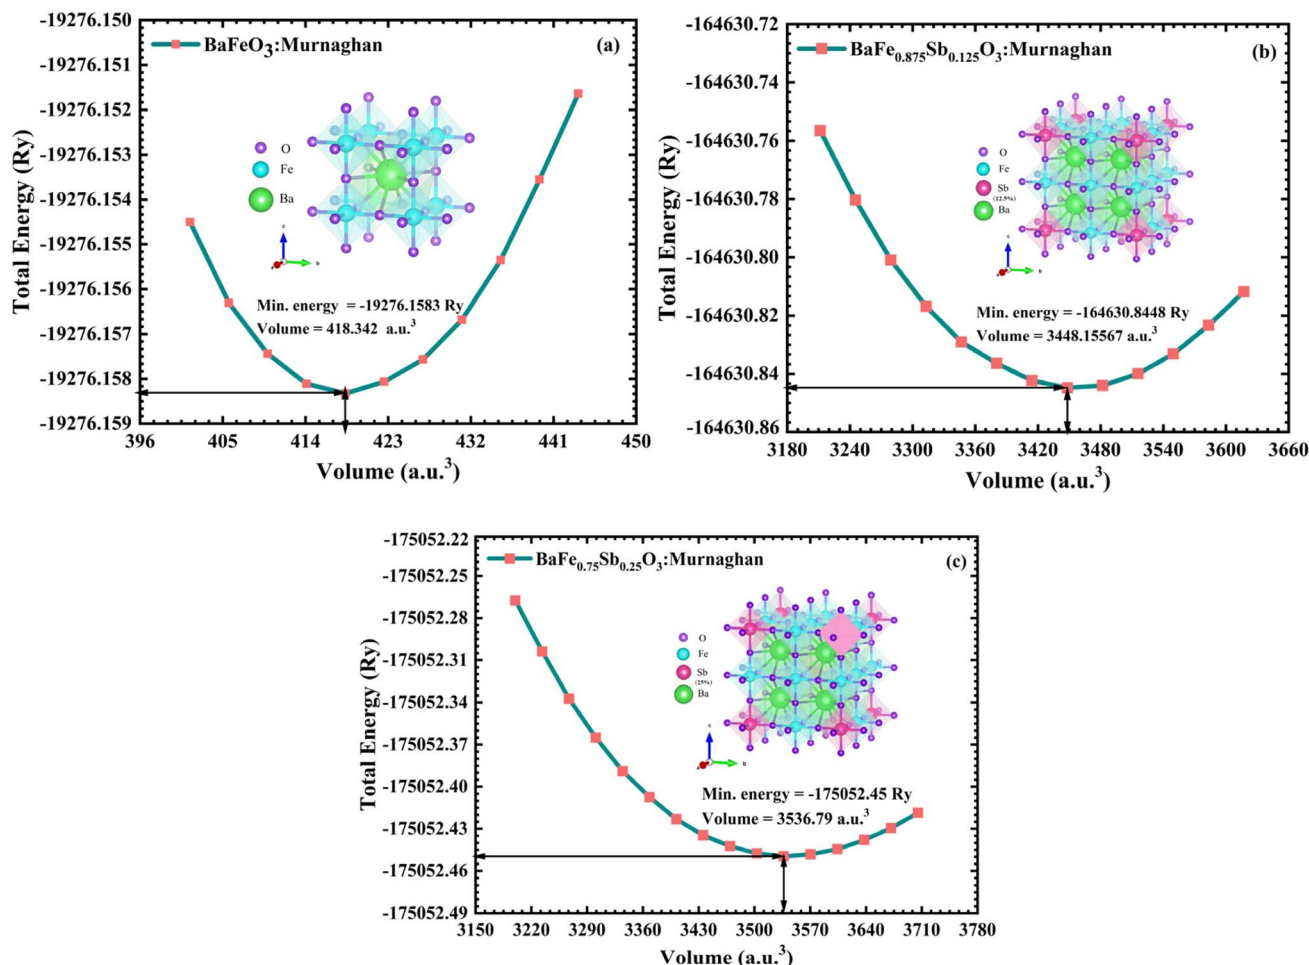 -19276.150
-19276.151
-19276.152
-19276.153
-19276.154
-19276.155
-19276.156
-19276.157
-19276.158
-19276.159
Total Energy (Ry)
BaFeO3:Murnaghan
(a)
O
Fe
Ba
c
a
b
Min. energy = -19276.1583 Ry
Volume = 418.342 a.u.³
396 405 414 423 432 441 450
Volume (a.u.³)
-164630.72
-164630.74
-164630.76
-164630.78
-164630.80
-164630.82
-164630.84
-164630.86
Total Energy (Ry)
BaFe0.875Sb0.125O3:Murnaghan
(b)
O
Fe
Sb
(12.5%)
Ba
c
a
b
Min. energy = -164630.8448 Ry
Volume = 3448.15567 a.u.³
3180 3240 3300 3360 3420 3480 3540 3600 3660
Volume (a.u.³)
-175052.22
-175052.25
-175052.28
-175052.31
-175052.34
-175052.37
-175052.40
-175052.43
-175052.46
-175052.49
Total Energy (Ry)
BaFe0.75Sb0.25O3:Murnaghan
(c)
O
Fe
Sb
(25%)
Ba
c
a
b
Min. energy = -175052.45 Ry
Volume = 3536.79 a.u.³
3150 3220 3290 3360 3430 3500 3570 3640 3710 3780
Volume (a.u.³)